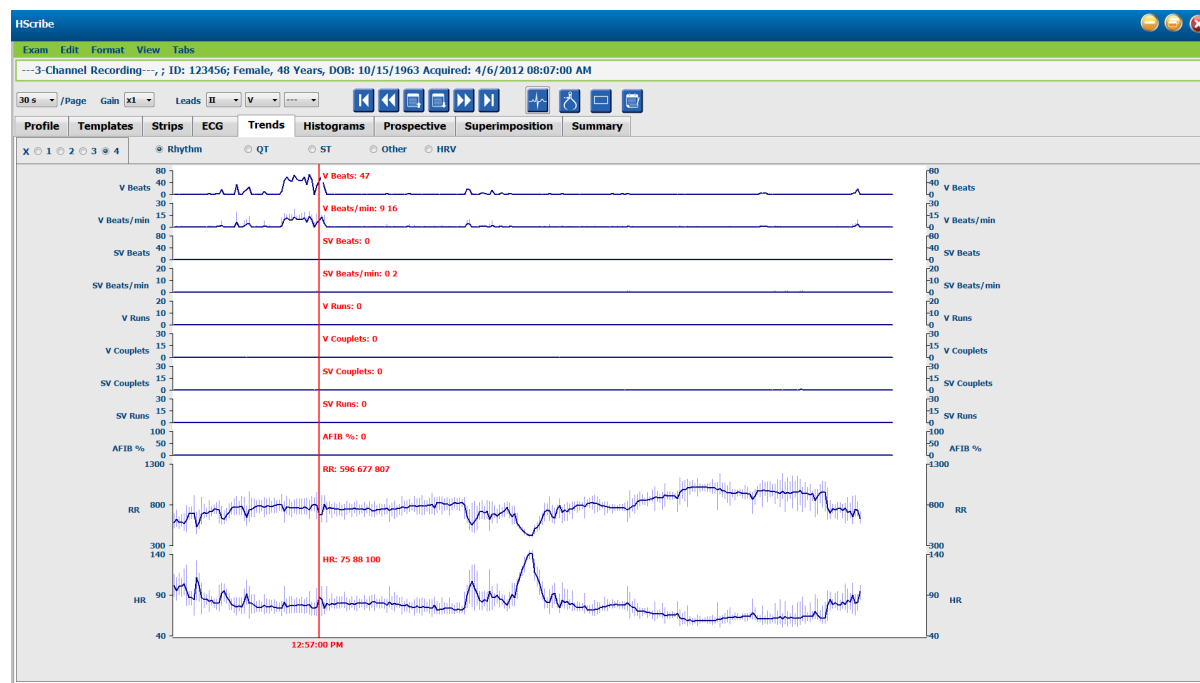 HScribe
Exam Edit Format View Tabs
---3-Channel Recording---, ; ID: 123456; Female, 48 Years, DOB: 10/15/1963 Acquired: 4/6/2012 08:07:00 AM
30 s /Page Gain x1 Leads II V ---
Profile Templates Strips ECG Trends Histograms Prospective Superimposition Summary
X 1 2 3 4 Rhythm QT ST Other HRV
80 V Beats: 47 80
V Beats 40 40 V Beats
0 0
30 V Beats/min: 9 16 30
V Beats/min 15 15 V Beats/min
0 0
80 SV Beats: 0 80
SV Beats 40 40 SV Beats
0 0
20 SV Beats/min: 0 2 20
SV Beats/min 10 10 SV Beats/min
0 0
20 V Runs: 0 20
V Runs 10 10 V Runs
0 0
30 V Couplets: 0 30
V Couplets 15 15 V Couplets
0 0
30 SV Couplets: 0 30
SV Couplets 15 15 SV Couplets
0 0
30 SV Runs: 0 30
SV Runs 15 15 SV Runs
0 0
100 AFIB %: 0 100
AFIB % 50 50 AFIB %
0 0
1300 RR: 596 677 807 1300
RR 800 800 RR
300 300
140 HR: 75 88 100 140
HR 90 90 HR
40 40
12:57:00 PM